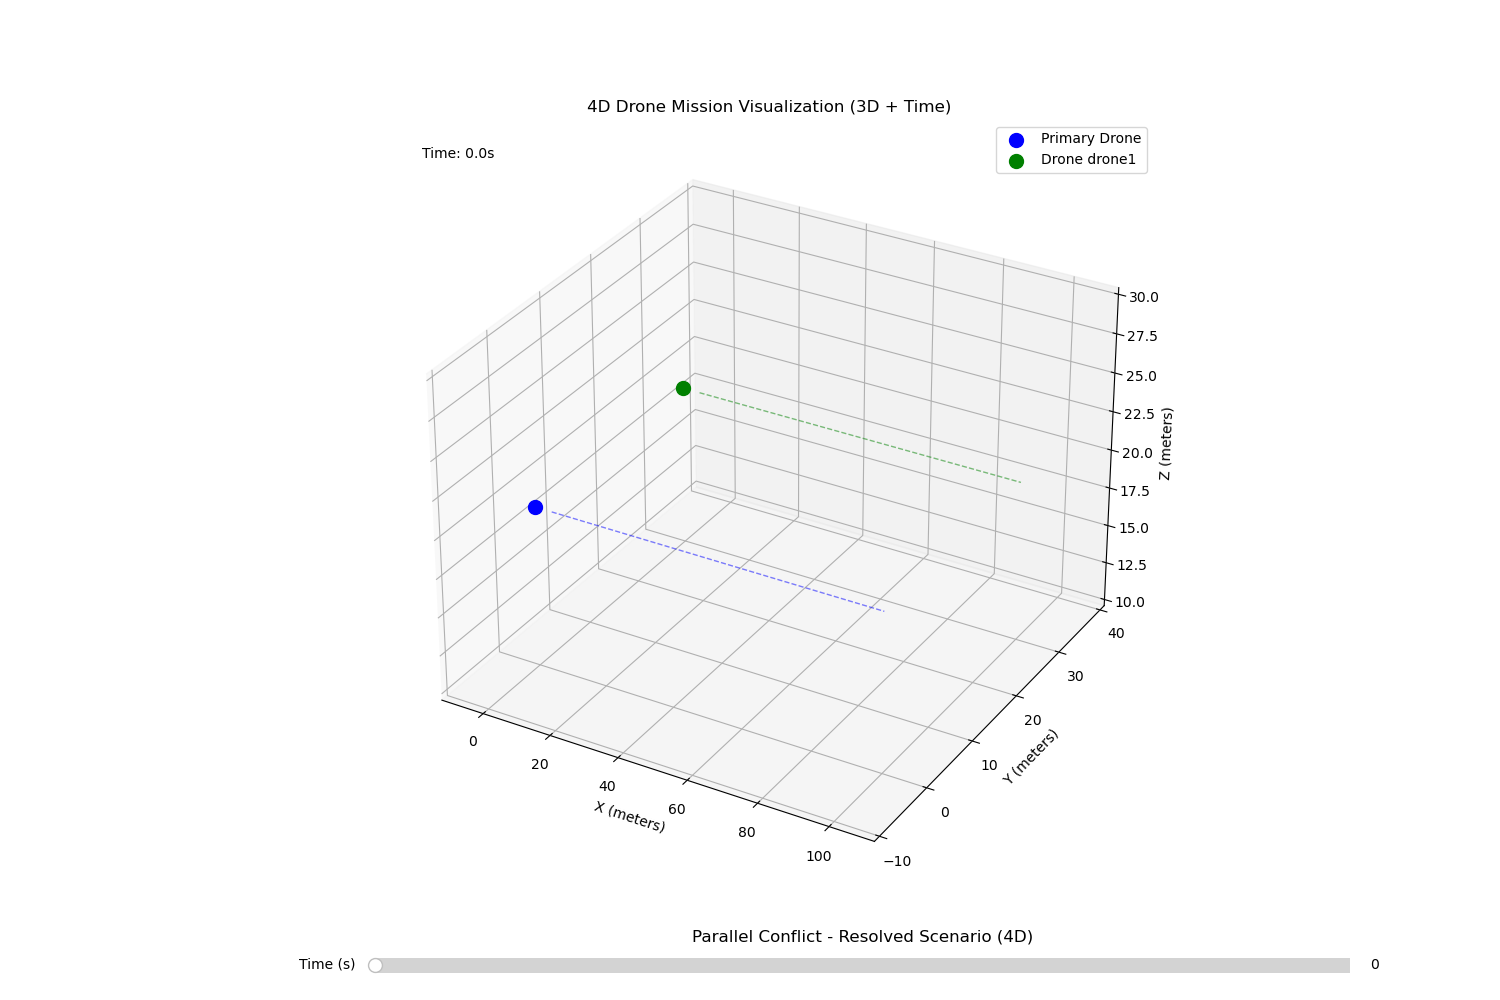 4D Drone Mission Visualization (3D + Time)
Time: 0.0s
Primary Drone
Drone drone1
30.0
27.5
25.0
22.5
20.0
17.5
15.0
12.5
10.0
Z (meters)
40
30
20
10
0
−10
Y (meters)
0
20
40
60
80
100
X (meters)
Parallel Conflict - Resolved Scenario (4D)
Time (s)
0